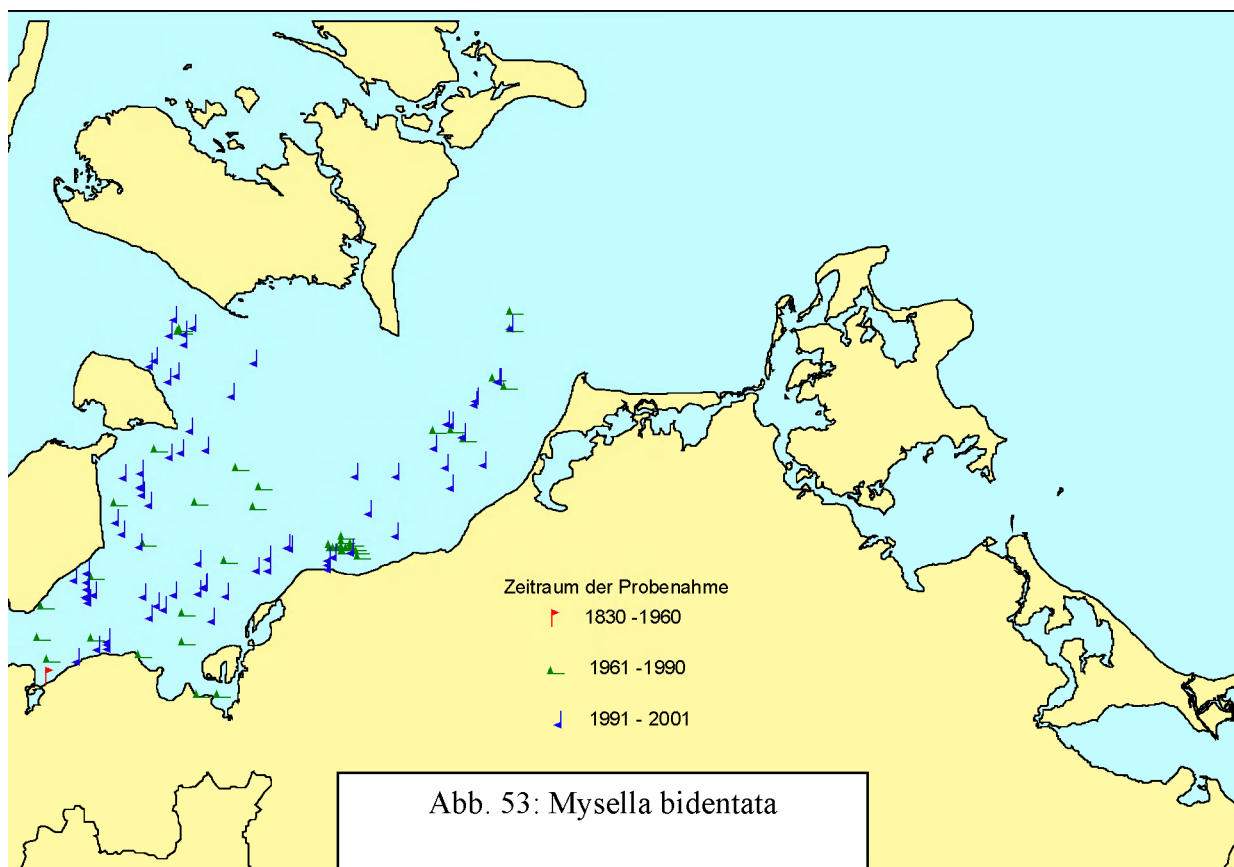 Zeitraum der Probenahme
1830 -1960
1961 -1990
1991 - 2001
Abb. 53: Mysella bidentata